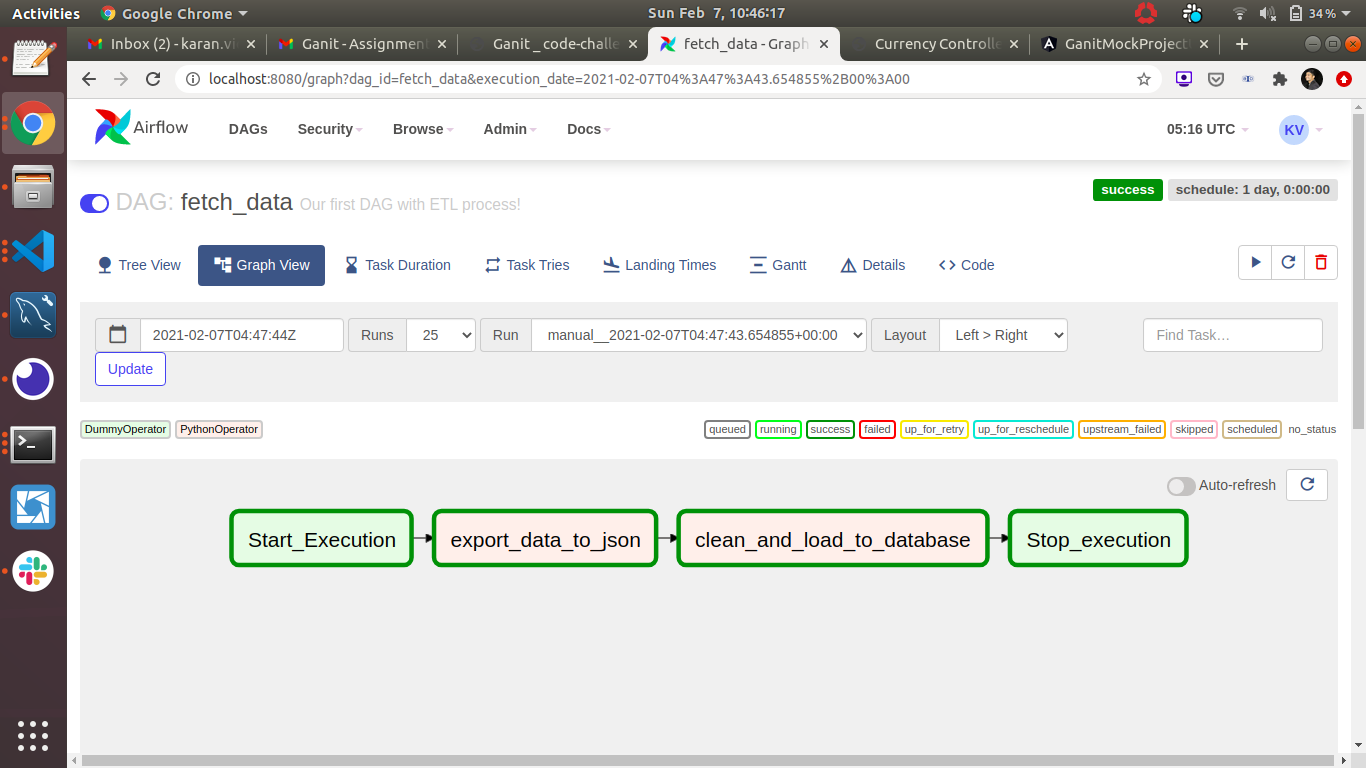 Activities Google Chrome Sun Feb 7, 10:46:17 34%
Inbox (2) - karan.vi Ganit - Assignment Ganit _ code-challe fetch_data - Graph Currency Controlle GanitMockProject
localhost:8080/graph?dag_id=fetch_data&execution_date=2021-02-07T04%3A47%3A43.654855%2B00%3A00
Airflow DAGs Security Browse Admin Docs 05:16 UTC KV
success schedule: 1 day, 0:00:00
DAG: fetch_data Our first DAG with ETL process!
Tree View Graph View Task Duration Task Tries Landing Times Gantt Details Code
2021-02-07T04:47:44Z Runs 25 Run manual__2021-02-07T04:47:43.654855+00:00 Layout Left > Right Find Task…
Update
DummyOperator PythonOperator queued running success failed up_for_retry up_for_reschedule upstream_failed skipped scheduled no_status
Auto-refresh
Start_Execution export_data_to_json clean_and_load_to_database Stop_execution